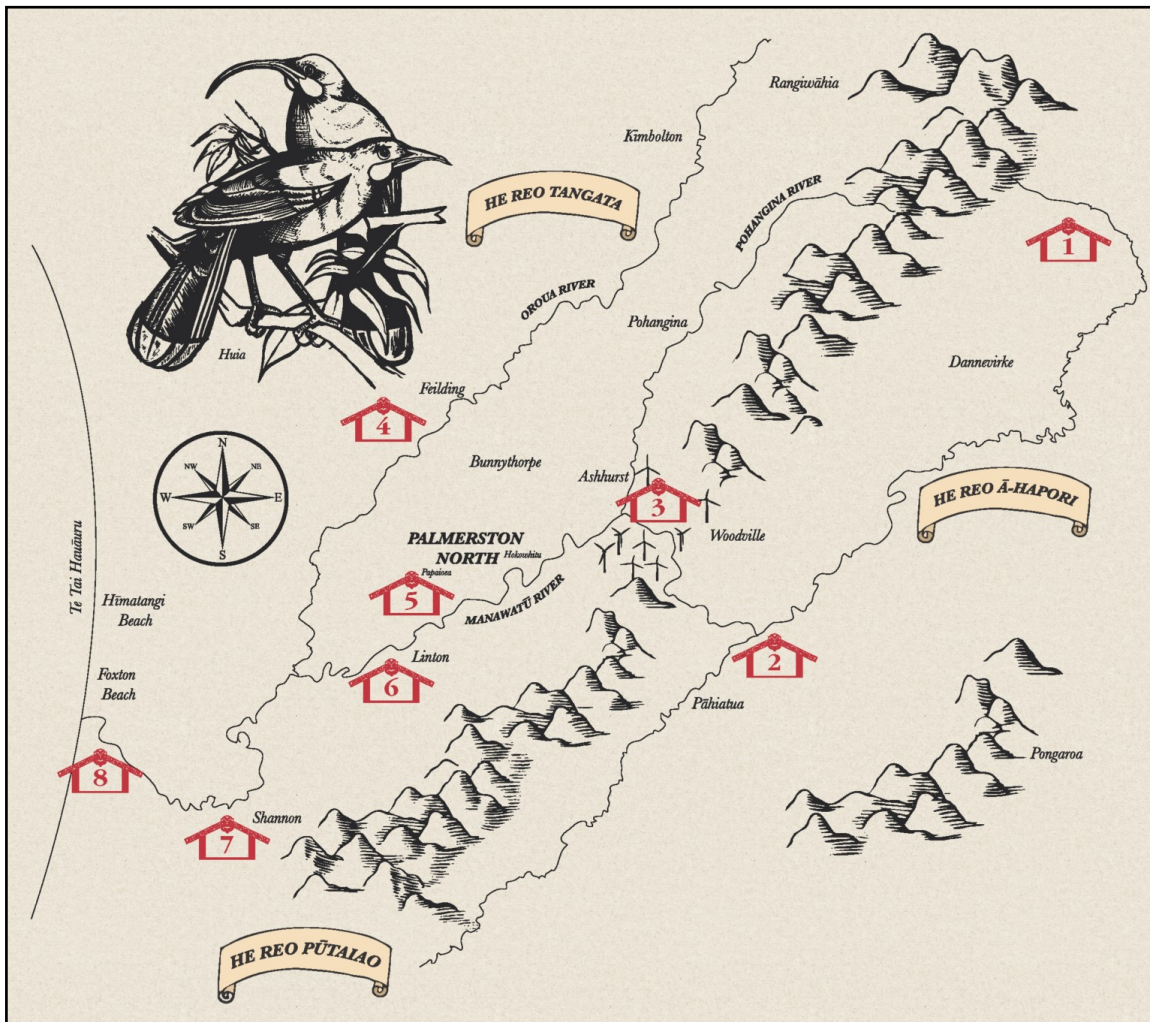 Rangiwāhia
Kimbolton
HE REO TANGATA
POHANGINA RIVER
1
OROUA RIVER
Pohangina
Huia
Dannevirke
Feilding
4
N
NW
NE
W
E
SW
SE
S
Bunnythorpe
Ashhurst
3
HE REO Ā-HAPORI
Woodville
PALMERSTON
NORTH
Hokowhitu
Papaioea
5
MANAWATŪ RIVER
Te Tai Hauāuru
Hīmatangi
Beach
2
Linton
6
Foxton
Beach
Pāhiatua
Pongaroa
8
Shannon
7
HE REO PŪTAIAO